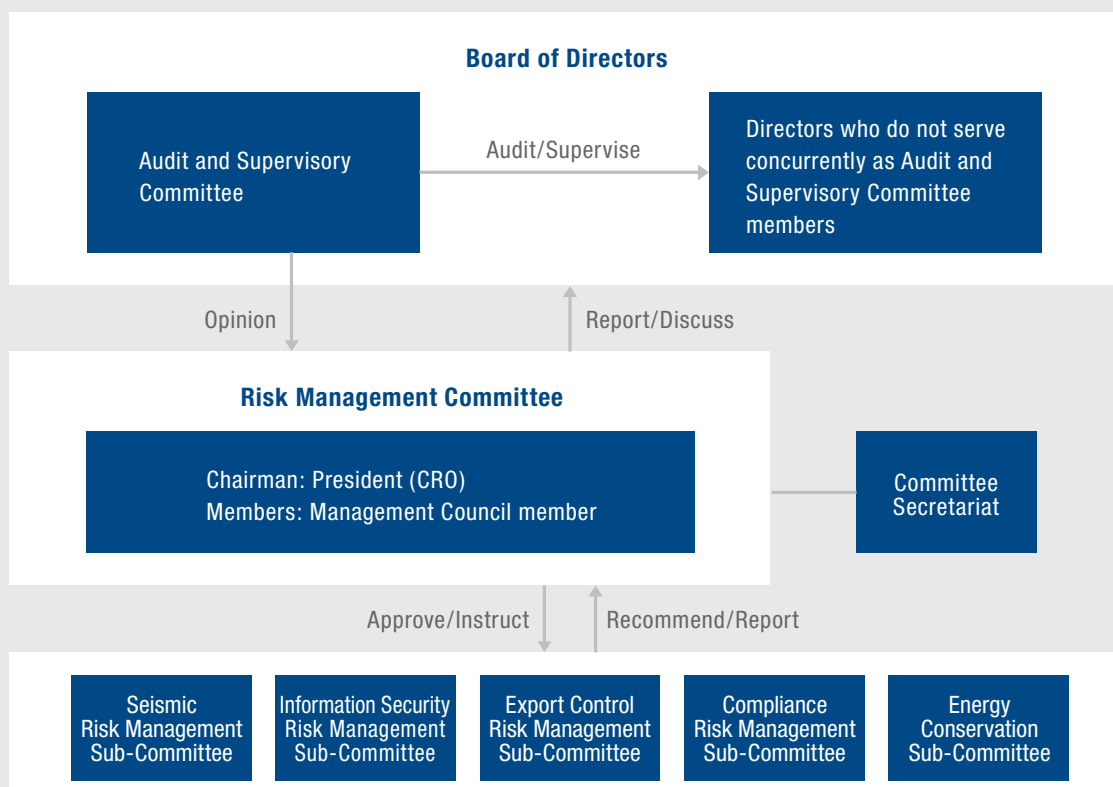 Board of Directors
Audit and Supervisory
Committee
Audit/Supervise
Directors who do not serve
concurrently as Audit and
Supervisory Committee
members
Opinion
Report/Discuss
Risk Management Committee
Chairman: President (CRO)
Members: Management Council member
Committee
Secretariat
Approve/Instruct
Recommend/Report
Seismic
Risk Management
Sub-Committee
Information Security
Risk Management
Sub-Committee
Export Control
Risk Management
Sub-Committee
Compliance
Risk Management
Sub-Committee
Energy
Conservation
Sub-Committee